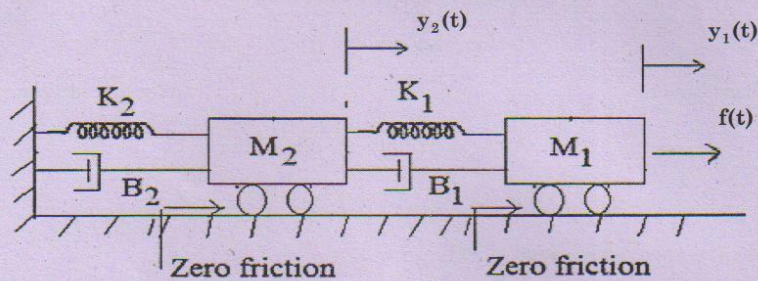 y₂(t)
y₁(t)
K₂
K₁
f(t)
M₂
M₁
B₂
B₁
Zero friction
Zero friction